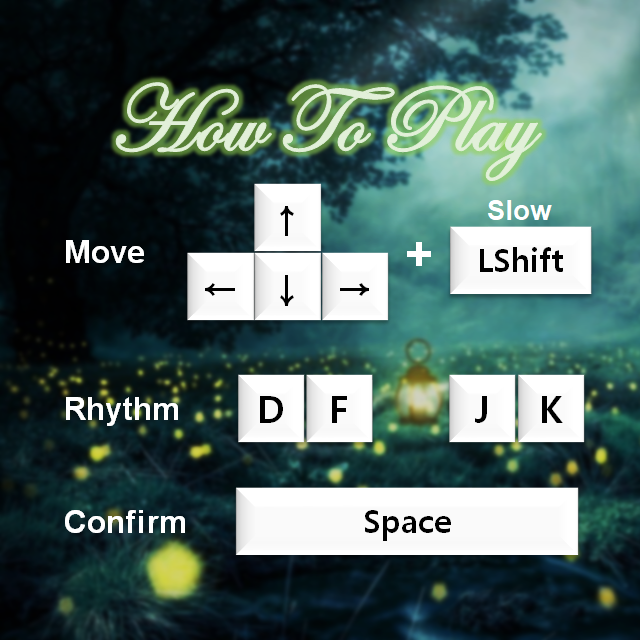 How To Play
Slow
Move ↑ + LShift
← ↓ →
Rhythm D F J K
Confirm Space